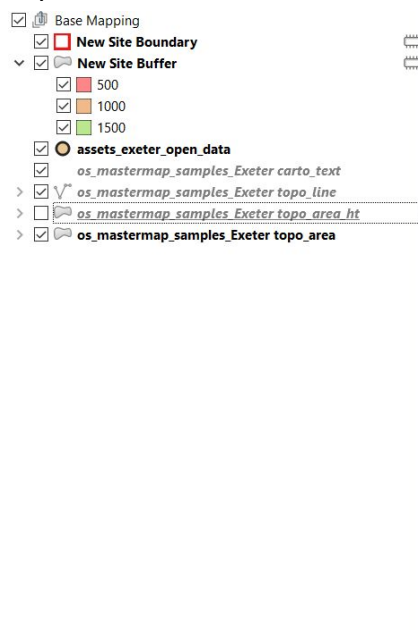 Base Mapping
New Site Boundary
New Site Buffer
500
1000
1500
assets_exeter_open_data
os_mastermap_samples_Exeter carto_text
os_mastermap_samples_Exeter topo_line
os_mastermap_samples_Exeter topo_area_ht
os_mastermap_samples_Exeter topo_area